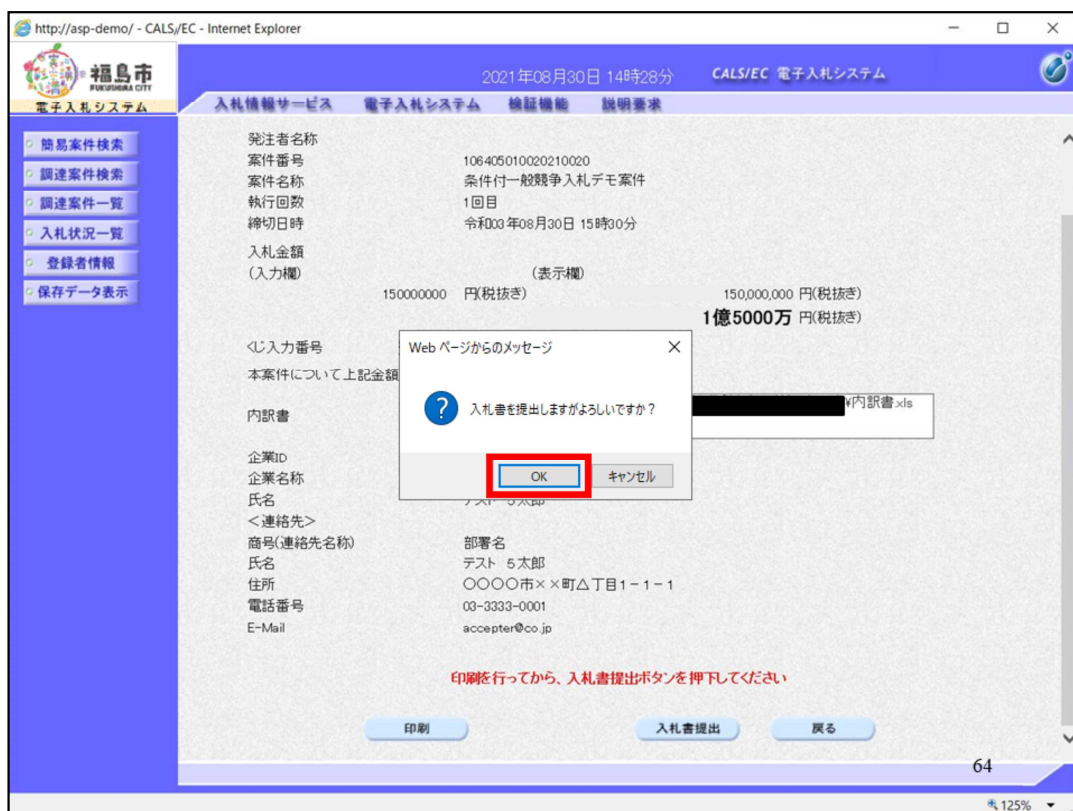 http://asp-demo/ - CALS/EC - Internet Explorer
福島市
FUKUSHIMA CITY
電子入札システム
2021年08月30日 14時28分
CALS/EC 電子入札システム
入札情報サービス 電子入札システム 検証機能 説明要求
簡易案件検索
調達案件検索
調達案件一覧
入札状況一覧
登録者情報
保存データ表示
発注者名称
案件番号 106405010020210020
案件名称 条件付一般競争入札デモ案件
執行回数 1回目
締切日時 令和03年08月30日 15時30分
入札金額
(入力欄) (表示欄)
150000000 円(税抜き) 150,000,000 円(税抜き)
1億5000万 円(税抜き)
くじ入力番号
本案件について上記金額
内訳書 ¥内訳書.xls
Web ページからのメッセージ
入札書を提出しますがよろしいですか?
OK キャンセル
企業ID
企業名称
氏名 テスト 5太郎
<連絡先>
商号(連絡先名称) 部署名
氏名 テスト 5太郎
住所 〇〇〇〇市××町△丁目1-1-1
電話番号 03-3333-0001
E-Mail accepter@co.jp
印刷を行ってから、入札書提出ボタンを押下してください
印刷 入札書提出 戻る
64
125%